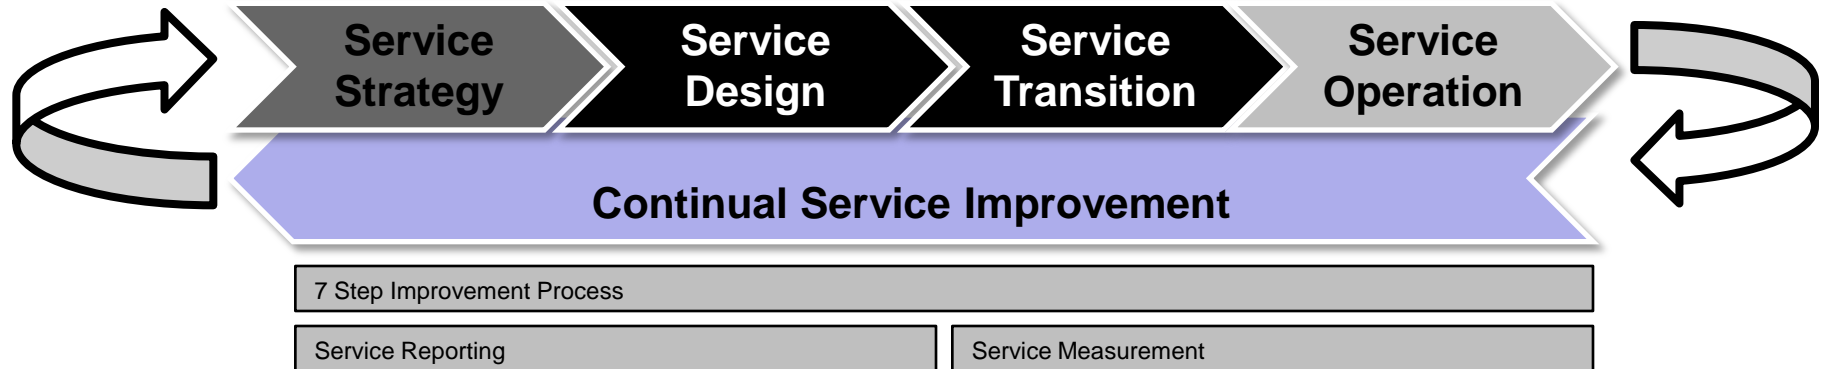 Service
Strategy
Service
Design
Service
Transition
Service
Operation
Continual Service Improvement
7 Step Improvement Process
Service Reporting
Service Measurement